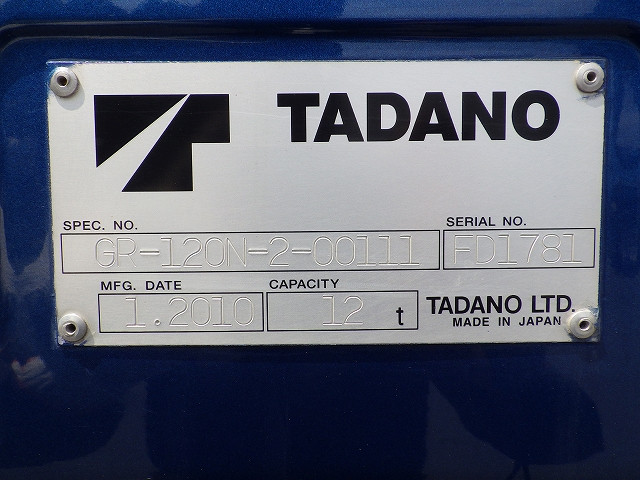 TADANO
SPEC. NO.
SERIAL NO.
GR-120N-2-00111
FD1781
MFG. DATE
CAPACITY
1.2010
12 t
TADANO LTD.
MADE IN JAPAN